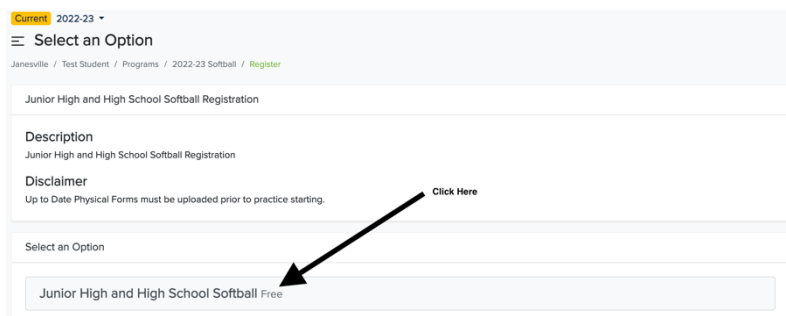 Current 2022-23
Select an Option
Janesville / Test Student / Programs / 2022-23 Softball / Register
Junior High and High School Softball Registration
Description
Junior High and High School Softball Registration
Disclaimer
Up to Date Physical Forms must be uploaded prior to practice starting.
Click Here
Select an Option
Junior High and High School Softball Free